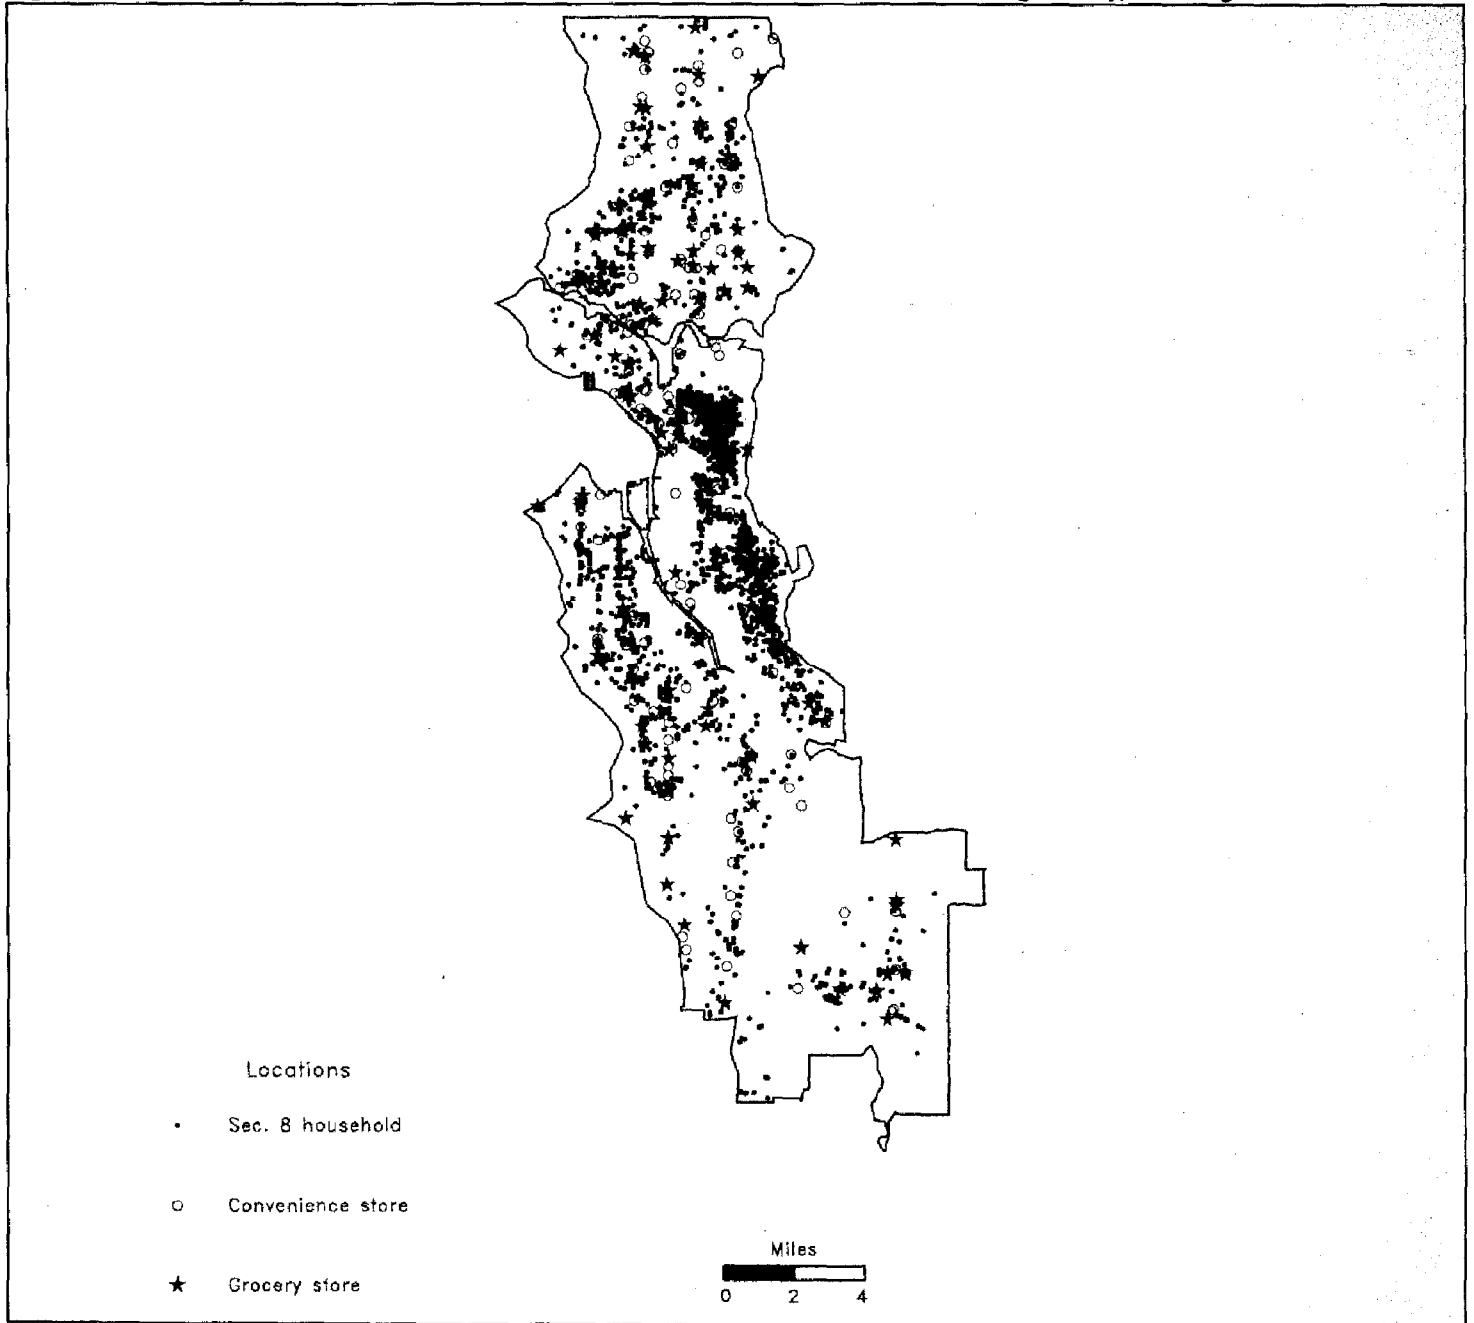 Locations
Sec. 8 household
Convenience store
Grocery store
Miles
0 2 4